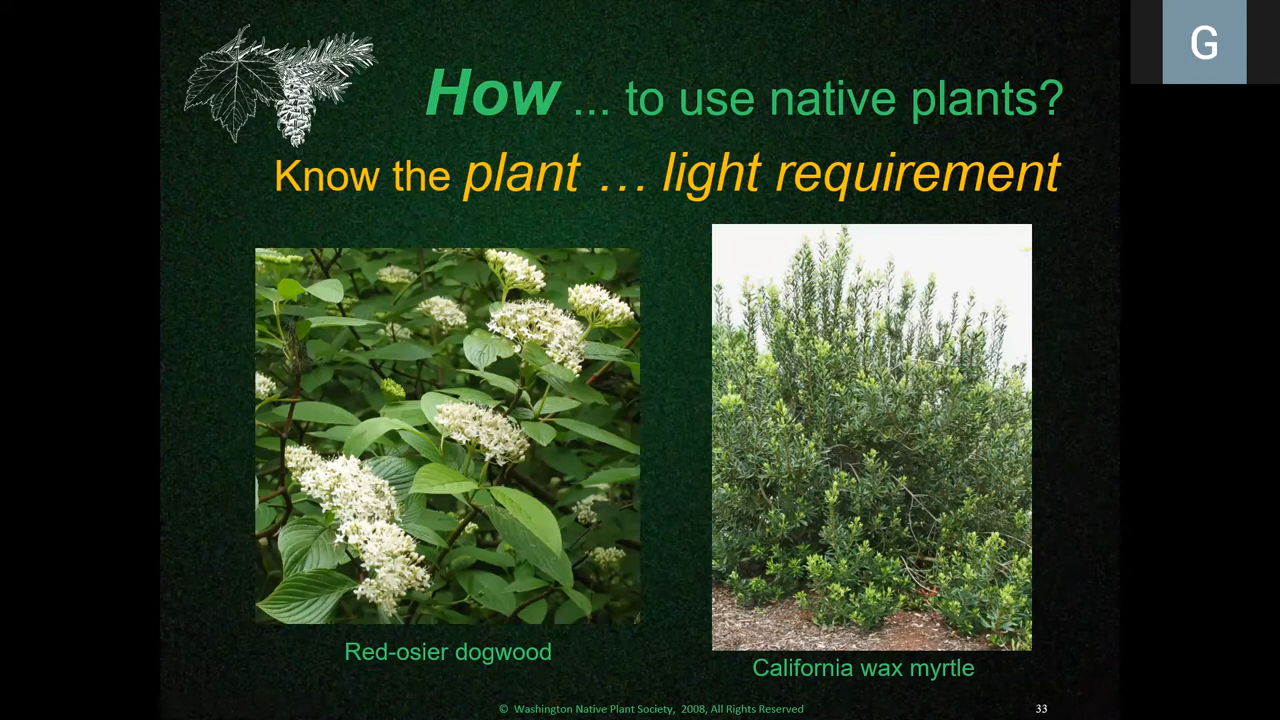 G
How ... to use native plants?
Know the plant … light requirement
Red-osier dogwood
California wax myrtle
© Washington Native Plant Society, 2008, All Rights Reserved
33